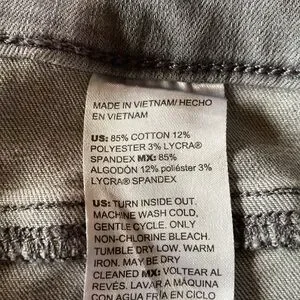 MADE IN VIETNAM/ HECHO
EN VIETNAM
US: 85% COTTON 12%
POLYESTER 3% LYCRA®
SPANDEX MX: 85%
ALGODÓN 12% poliéster 3%
LYCRA® SPANDEX
US: TURN INSIDE OUT.
MACHINE WASH COLD,
GENTLE CYCLE. ONLY
NON-CHLORINE BLEACH.
TUMBLE DRY LOW. WARM
IRON. MAY BE DRY
CLEANED MX: VOLTEAR AL
REVÉS. LAVAR A MÁQUINA
CON AGUA FRÍA EN CICLO